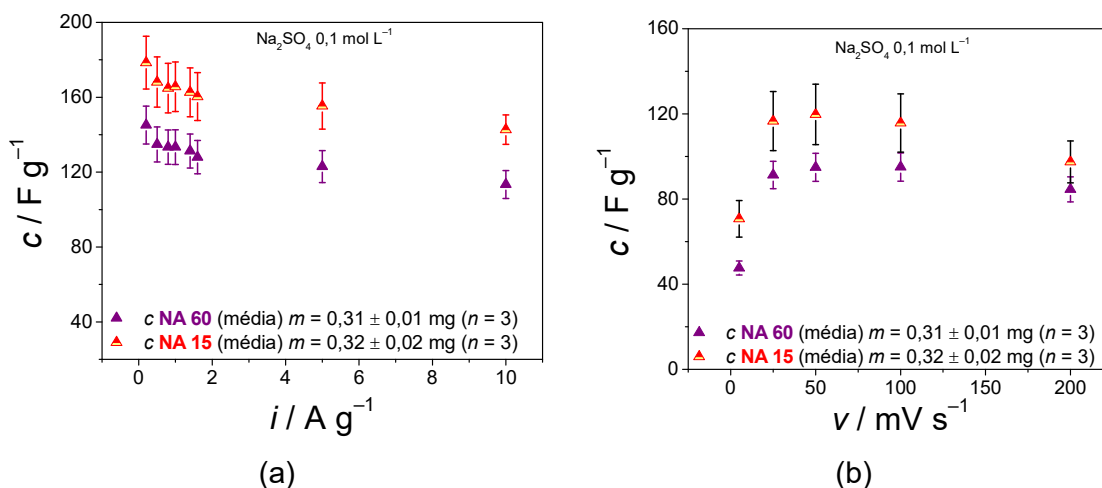 200
160
120
80
40
0
2
4
6
8
10
c / F g⁻¹
i / A g⁻¹
Na₂SO₄ 0,1 mol L⁻¹
c NA 60 (média) m = 0,31 ± 0,01 mg (n = 3)
c NA 15 (média) m = 0,32 ± 0,02 mg (n = 3)
(a)
160
120
80
40
0
0
50
100
150
200
c / F g⁻¹
v / mV s⁻¹
Na₂SO₄ 0,1 mol L⁻¹
c NA 60 (média) m = 0,31 ± 0,01 mg (n = 3)
c NA 15 (média) m = 0,32 ± 0,02 mg (n = 3)
(b)